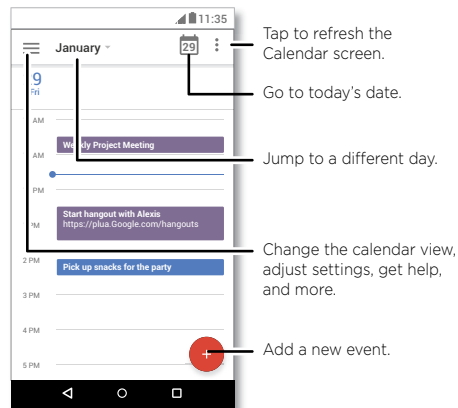 11:35
January
29
Tap to refresh the
Calendar screen.
Go to today's date.
Fri
AM
Weekly Project Meeting
AM
Jump to a different day.
PM
Start hangout with Alexis
https://plua.Google.com/hangouts
PM
2 PM
Pick up snacks for the party
Change the calendar view,
adjust settings, get help,
and more.
3 PM
4 PM
+
Add a new event.
5 PM